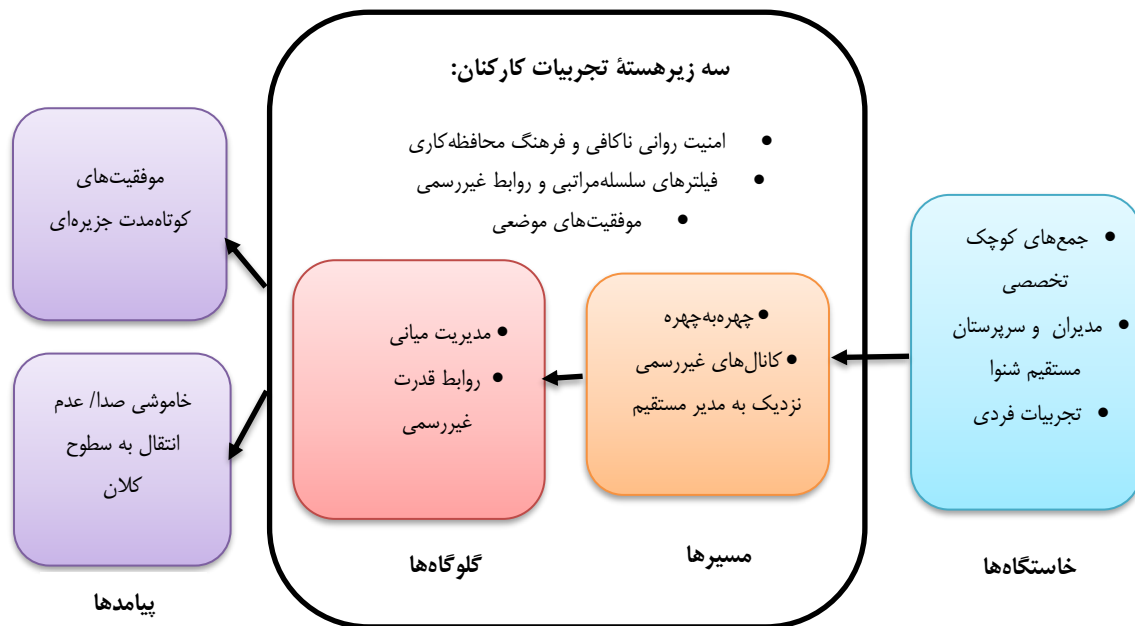 سه زیرهستهٔ تجربیات کارکنان:
• امنیت روانی ناکافی و فرهنگ محافظه‌کاری
• فیلترهای سلسله‌مراتبی و روابط غیررسمی
• موفقیت‌های موضعی
• جمع‌های کوچک
تخصصی
• مدیران و سرپرستان
مستقیم شنوا
• تجربیات فردی
خاستگاه‌ها
• چهره‌به‌چهره
• کانال‌های غیررسمی
نزدیک به مدیر مستقیم
مسیرها
• مدیریت میانی
• روابط قدرت
غیررسمی
گلوگاه‌ها
موفقیت‌های
کوتاه‌مدت جزیره‌ای
خاموشی صدا/ عدم
انتقال به سطوح
کلان
پیامدها